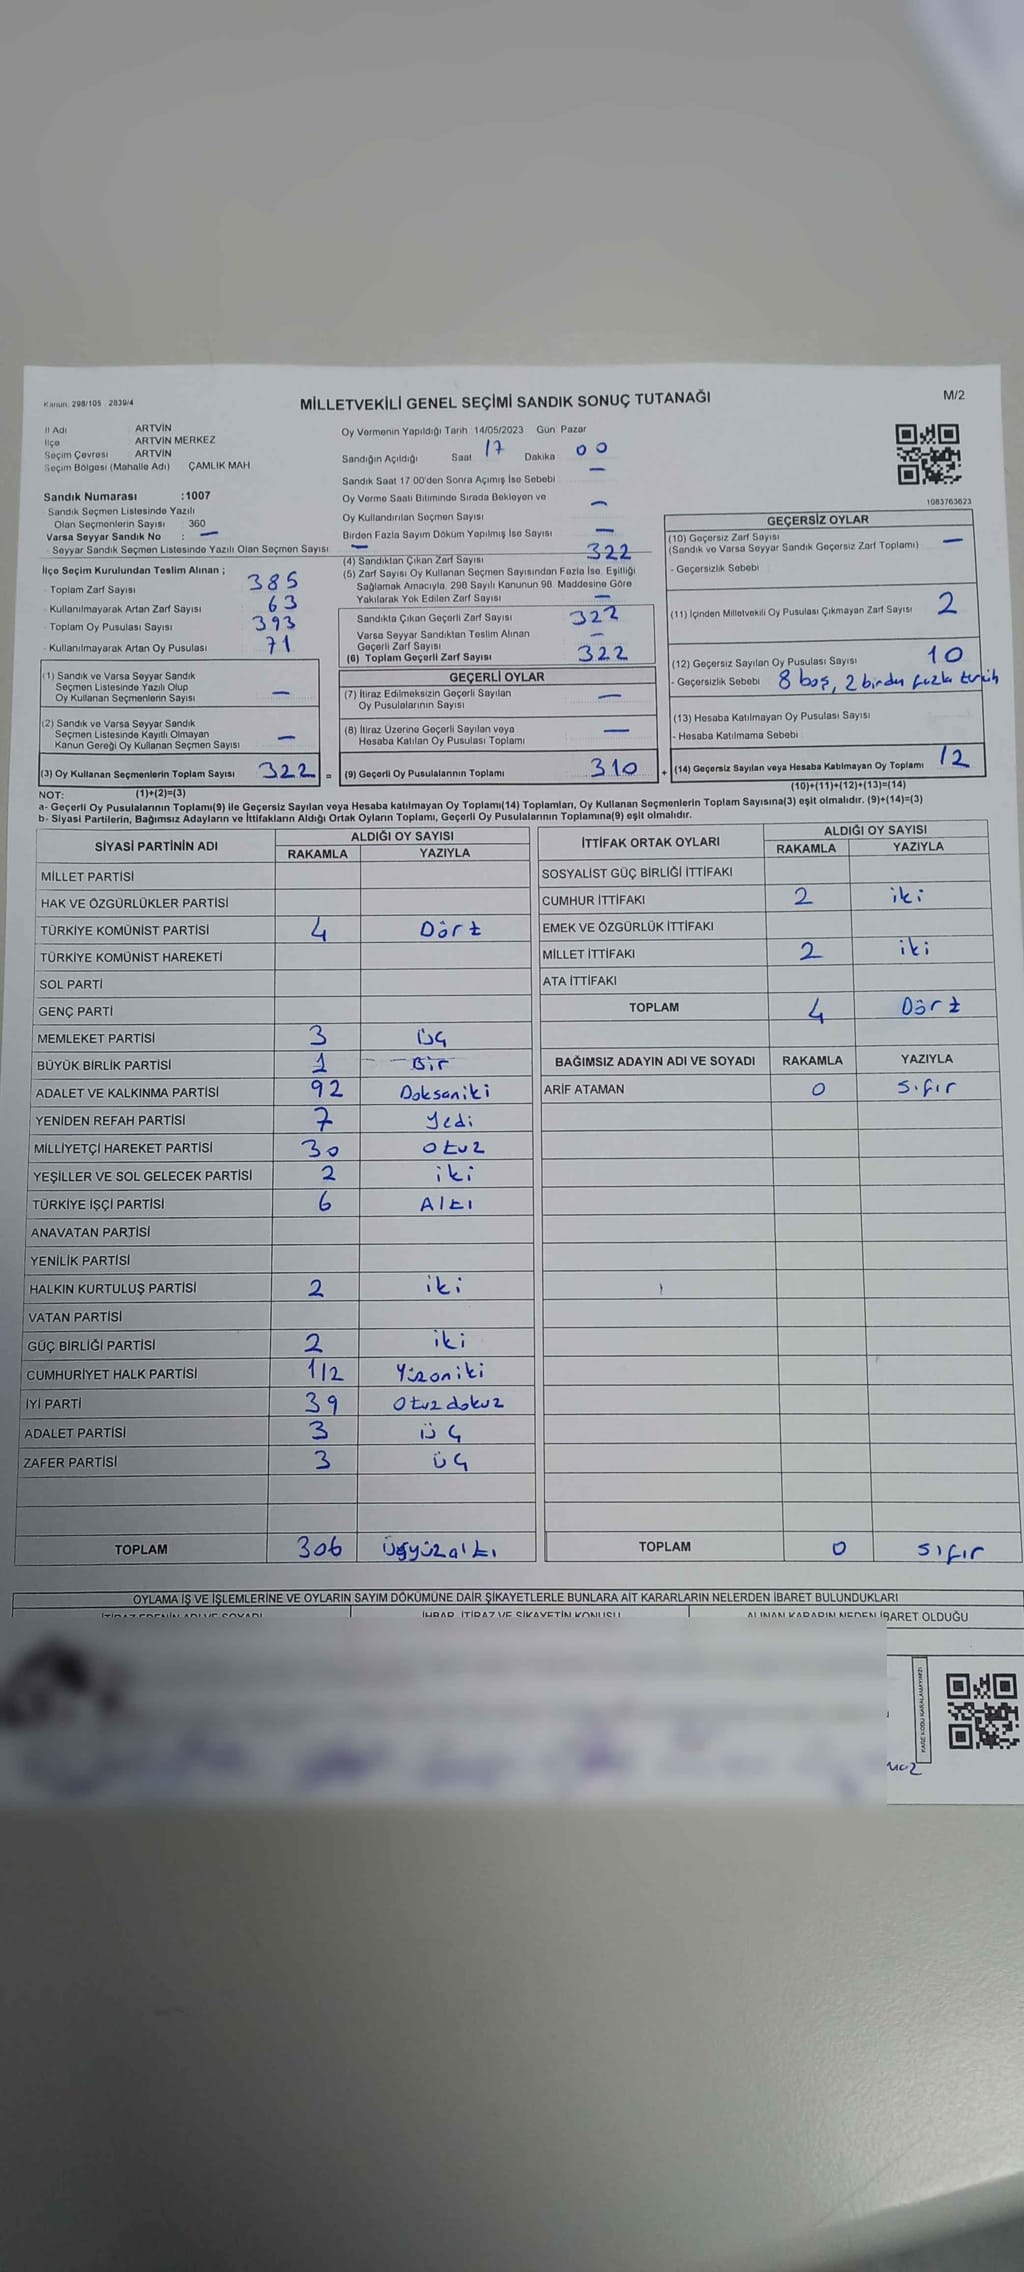 Kanun. 298/105 . 2839/4
MİLLETVEKİLİ GENEL SEÇİMİ SANDIK SONUÇ TUTANAĞI
M/2
İl Adı ARTVİN
İlçe ARTVİN MERKEZ
Seçim Çevresi ARTVİN
Seçim Bölgesi (Mahalle Adı) ÇAMLIK MAH
Sandık Numarası :1007
Sandık Seçmen Listesinde Yazılı
Olan Seçmenlerin Sayısı 360
Varsa Seyyar Sandık No : —
Seyyar Sandık Seçmen Listesinde Yazılı Olan Seçmen Sayısı —
İlçe Seçim Kurulundan Teslim Alınan ;
Toplam Zarf Sayısı 385
Kullanılmayarak Artan Zarf Sayısı 63
Toplam Oy Pusulası Sayısı 393
Kullanılmayarak Artan Oy Pusulası 71
(1) Sandık ve Varsa Seyyar Sandık
Seçmen Listesinde Yazılı Olup
Oy Kullanan Seçmenlerin Sayısı —
(2) Sandık ve Varsa Seyyar Sandık
Seçmen Listesinde Kayıtlı Olmayan
Kanun Gereği Oy Kullanan Seçmen Sayısı —
(3) Oy Kullanan Seçmenlerin Toplam Sayısı 322 =
Oy Vermenin Yapıldığı Tarih 14/05/2023 Gün Pazar
Sandığın Açıldığı Saat 17 Dakika 00
Sandık Saat 17 00'den Sonra Açımış İse Sebebi —
Oy Verme Saati Bitiminde Sırada Bekleyen ve
Oy Kullandırılan Seçmen Sayısı —
Birden Fazla Sayım Döküm Yapılmış İse Sayısı —
(4) Sandıktan Çıkan Zarf Sayısı 322
(5) Zarf Sayısı Oy Kullanan Seçmen Sayısından Fazla İse, Eşitliği
Sağlamak Amacıyla, 298 Sayılı Kanunun 98. Maddesine Göre
Yakılarak Yok Edilen Zarf Sayısı —
Sandıkta Çıkan Geçerli Zarf Sayısı 322
Varsa Seyyar Sandıktan Teslim Alınan
Geçerli Zarf Sayısı —
(6) Toplam Geçerli Zarf Sayısı 322
GEÇERLİ OYLAR
(7) İtiraz Edilmeksizin Geçerli Sayılan
Oy Pusulalarının Sayısı —
(8) İtiraz Üzerine Geçerli Sayılan veya
Hesaba Katılan Oy Pusulası Toplamı —
(9) Geçerli Oy Pusulalarının Toplamı 310 +
1083763623
GEÇERSİZ OYLAR
(10) Geçersiz Zarf Sayısı
(Sandık ve Varsa Seyyar Sandık Geçersiz Zarf Toplamı) —
- Geçersizlik Sebebi
(11) İçinden Milletvekili Oy Pusulası Çıkmayan Zarf Sayısı 2
(12) Geçersiz Sayılan Oy Pusulası Sayısı 10
- Geçersizlik Sebebi 8 boş, 2 birden fazla tercih
(13) Hesaba Katılmayan Oy Pusulası Sayısı
- Hesaba Katılmama Sebebi
(14) Geçersiz Sayılan veya Hesaba Katılmayan Oy Toplamı 12
NOT: (1)+(2)=(3) (10)+(11)+(12)+(13)=(14)
a- Geçerli Oy Pusulalarının Toplamı(9) ile Geçersiz Sayılan veya Hesaba katılmayan Oy Toplamı(14) Toplamları, Oy Kullanan Seçmenlerin Toplam Sayısına(3) eşit olmalıdır. (9)+(14)=(3)
b- Siyasi Partilerin, Bağımsız Adayların ve İttifakların Aldığı Ortak Oyların Toplamı, Geçerli Oy Pusulalarının Toplamına(9) eşit olmalıdır.
SİYASİ PARTİNİN ADI ALDIĞI OY SAYISI
RAKAMLA YAZIYLA
MİLLET PARTİSİ
HAK VE ÖZGÜRLÜKLER PARTİSİ
TÜRKİYE KOMÜNİST PARTİSİ 4 Dört
TÜRKİYE KOMÜNİST HAREKETİ
SOL PARTİ
GENÇ PARTİ
MEMLEKET PARTİSİ 3 üç
BÜYÜK BİRLİK PARTİSİ 1 Bir
ADALET VE KALKINMA PARTİSİ 92 Doksaniki
YENİDEN REFAH PARTİSİ 7 Yedi
MİLLİYETÇİ HAREKET PARTİSİ 30 otuz
YEŞİLLER VE SOL GELECEK PARTİSİ 2 iki
TÜRKİYE İŞÇİ PARTİSİ 6 Altı
ANAVATAN PARTİSİ
YENİLİK PARTİSİ
HALKIN KURTULUŞ PARTİSİ 2 iki
VATAN PARTİSİ
GÜÇ BİRLİĞİ PARTİSİ 2 iki
CUMHURİYET HALK PARTİSİ 112 Yüzoniki
İYİ PARTİ 39 Otuzdokuz
ADALET PARTİSİ 3 üç
ZAFER PARTİSİ 3 üç
TOPLAM 306 üçyüzaltı
İTTİFAK ORTAK OYLARI ALDIĞI OY SAYISI
RAKAMLA YAZIYLA
SOSYALİST GÜÇ BİRLİĞİ İTTİFAKI
CUMHUR İTTİFAKI 2 iki
EMEK VE ÖZGÜRLÜK İTTİFAKI
MİLLET İTTİFAKI 2 iki
ATA İTTİFAKI
TOPLAM 4 Dört
BAĞIMSIZ ADAYIN ADI VE SOYADI RAKAMLA YAZIYLA
ARİF ATAMAN 0 Sıfır
TOPLAM 0 sıfır
OYLAMA İŞ VE İŞLEMLERİNE VE OYLARIN SAYIM DÖKÜMÜNE DAİR ŞİKAYETLERLE BUNLARA AİT KARARLARIN NELERDEN İBARET BULUNDUKLARI
İTİRAZ EDENİN ADI VE SOYADI İHBAR, İTİRAZ VE ŞİKAYETİN KONUSU ALINAN KARARIN NEDEN İBARET OLDUĞU
KARE KODU KARALAMAYINIZ!